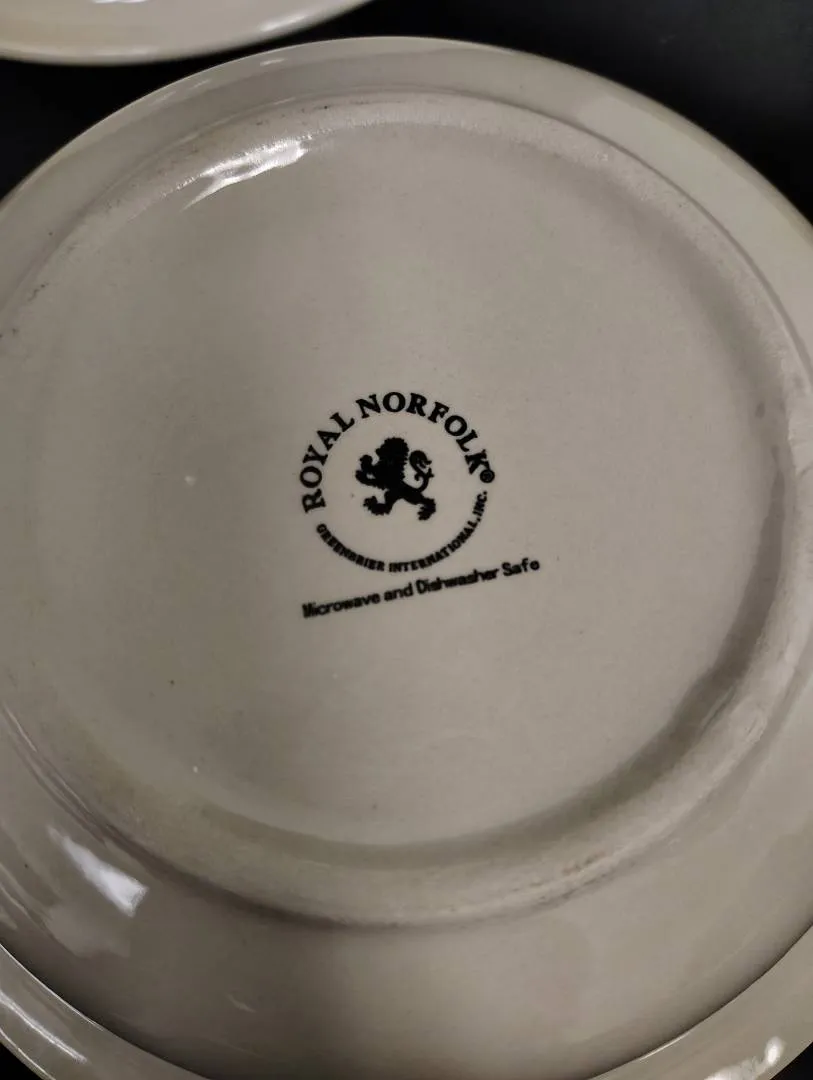 ROYAL NORFOLK®
GREENBRIER INTERNATIONAL, INC.
Microwave and Dishwasher Safe